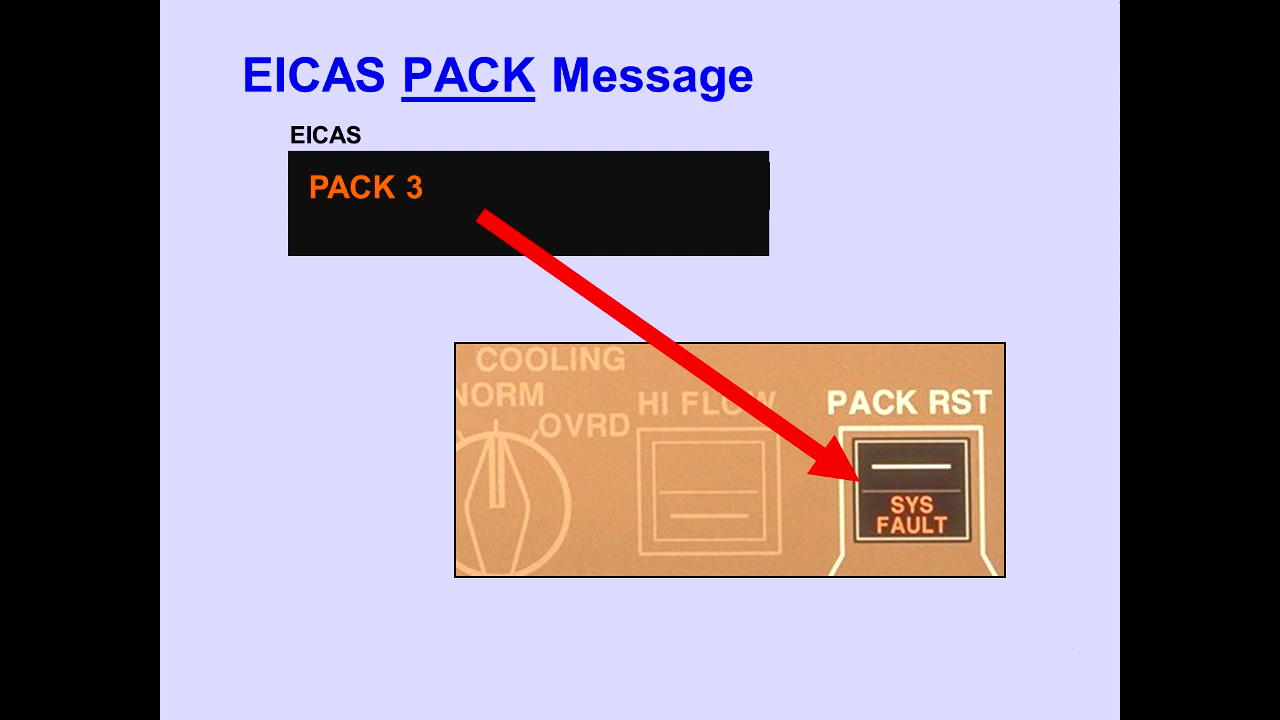 EICAS PACK Message
EICAS
PACK 3
COOLING
NORM
OVRD
HI FLOW
PACK RST
SYS
FAULT